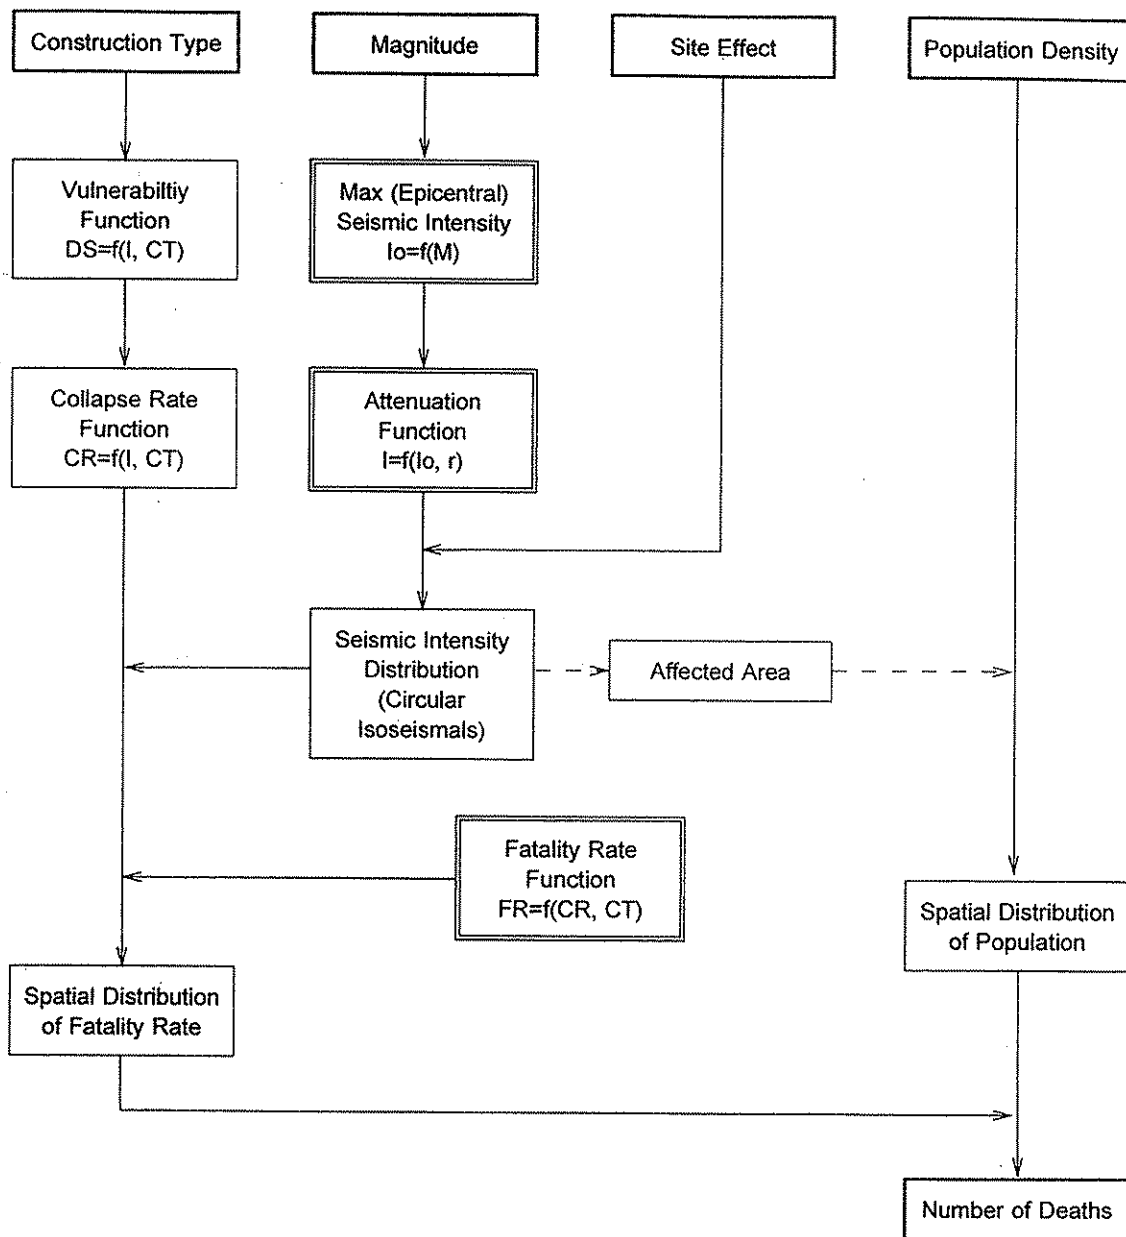 Construction Type
Magnitude
Site Effect
Population Density
Vulnerabiltiy
Function
DS=f(I, CT)
Max (Epicentral)
Seismic Intensity
Io=f(M)
Collapse Rate
Function
CR=f(I, CT)
Attenuation
Function
I=f(Io, r)
Seismic Intensity
Distribution
(Circular
Isoseismals)
Affected Area
Fatality Rate
Function
FR=f(CR, CT)
Spatial Distribution
of Population
Spatial Distribution
of Fatality Rate
Number of Deaths